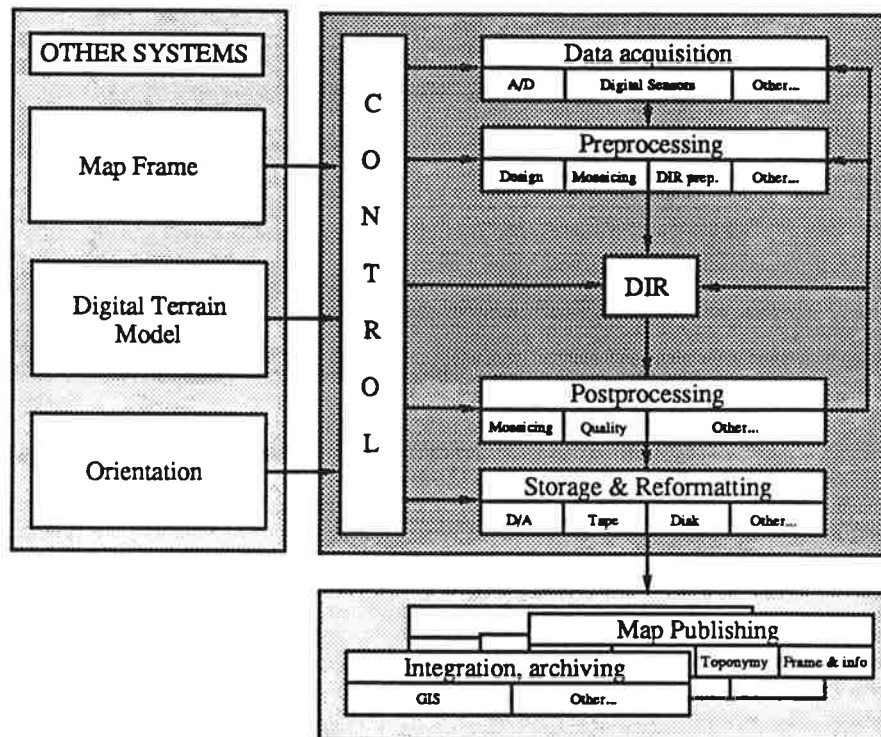 OTHER SYSTEMS
Map Frame
Digital Terrain
Model
Orientation
C
O
N
T
R
O
L
Data acquisition
A/D Digital Sensors Other...
Preprocessing
Design Mosaicing DIR prep. Other...
DIR
Postprocessing
Mosaicing Quality Other...
Storage & Reformatting
D/A Tape Disk Other...
Map Publishing
Toponymy Frame & info
Integration, archiving
GIS Other...